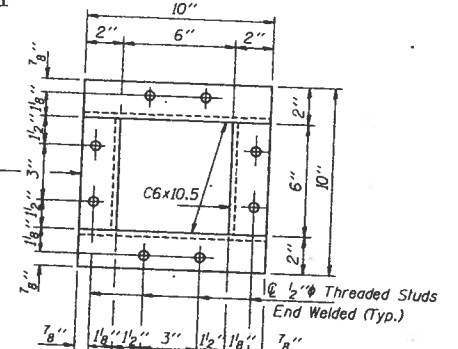 10"
2" 6" 2"
7/8"
1 1/8"
1 1/2"
3"
1 1/2"
1 1/8"
7/8"
2"
6"
10"
2"
C6x10.5
℄ 1/2"ϕ Threaded Studs
End Welded (Typ.)
7/8" 1 1/8" 1 1/2" 3" 1 1/2" 1 1/8" 7/8"